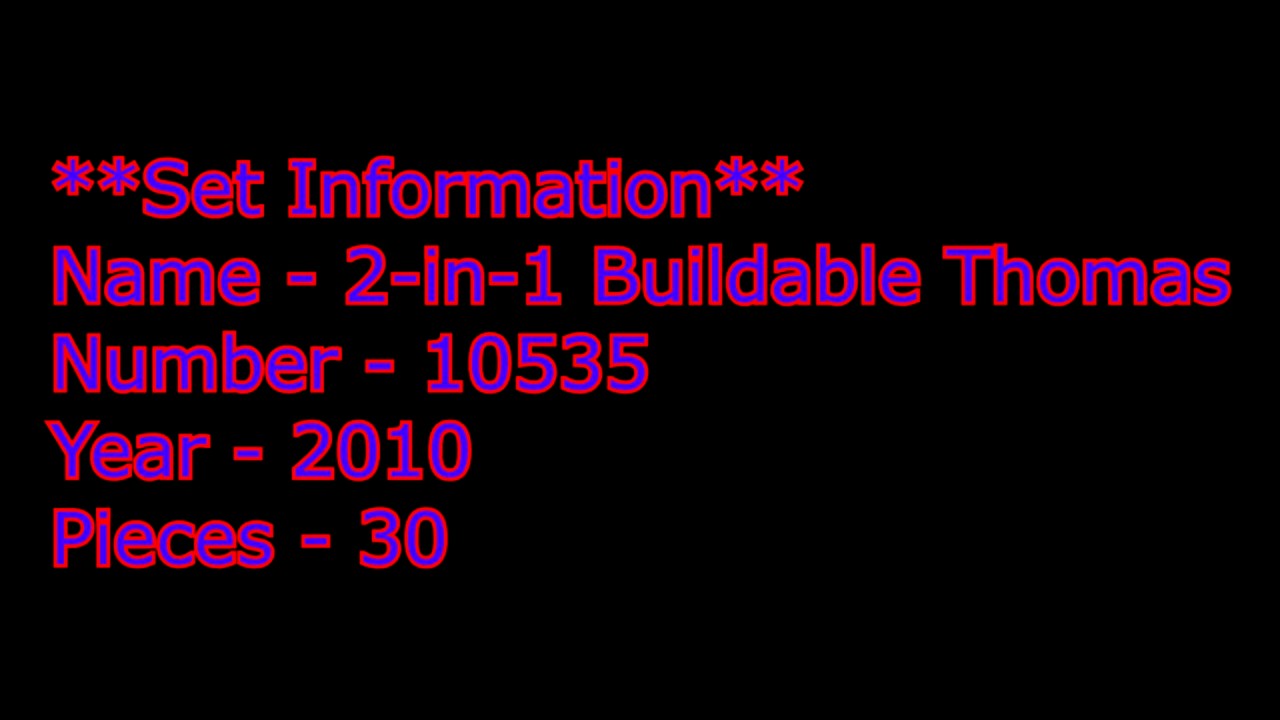 **Set Information**
Name - 2-in-1 Buildable Thomas
Number - 10535
Year - 2010
Pieces - 30